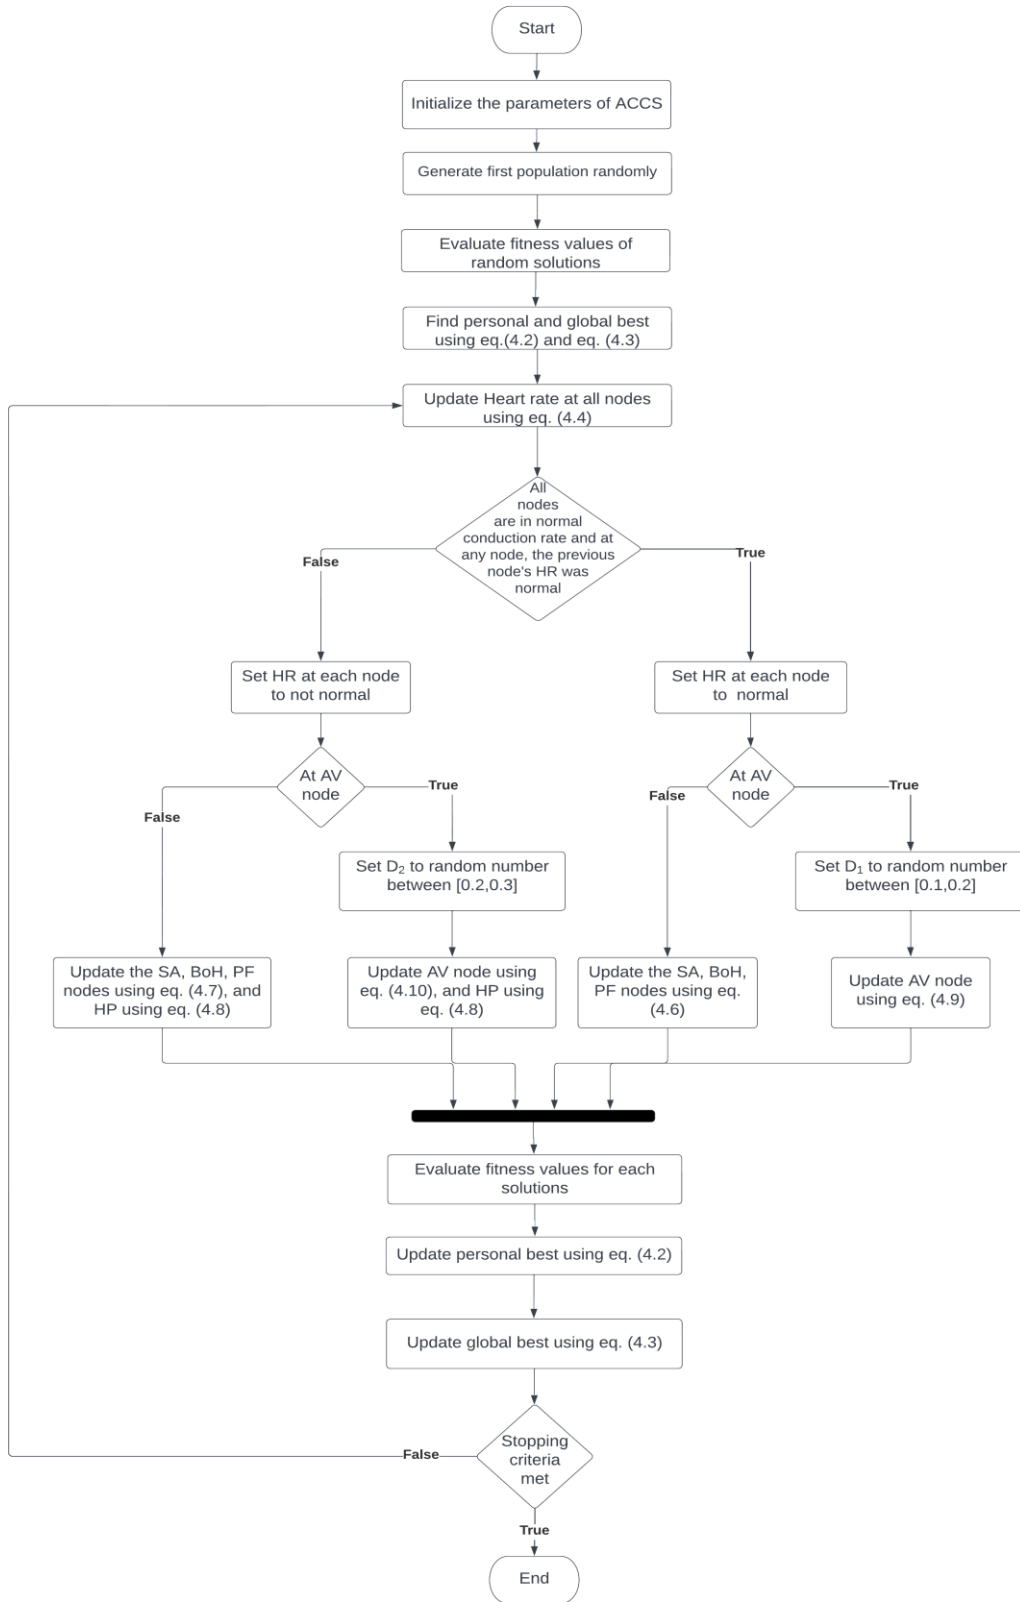 Start
Initialize the parameters of ACCS
Generate first population randomly
Evaluate fitness values of
random solutions
Find personal and global best
using eq.(4.2) and eq. (4.3)
Update Heart rate at all nodes
using eq. (4.4)
All
nodes
are in normal
conduction rate and at
any node, the previous
node's HR was
normal
False
True
Set HR at each node
to not normal
Set HR at each node
to normal
At AV
node
True
False
At AV
node
True
False
Set D₂ to random number
between [0.2,0.3]
Set D₁ to random number
between [0.1,0.2]
Update the SA, BoH, PF
nodes using eq. (4.7), and
HP using eq. (4.8)
Update AV node using
eq. (4.10), and HP using
eq. (4.8)
Update the SA, BoH,
PF nodes using eq.
(4.6)
Update AV node
using eq. (4.9)
Evaluate fitness values for each
solutions
Update personal best using eq. (4.2)
Update global best using eq. (4.3)
Stopping
criteria
met
False
True
End